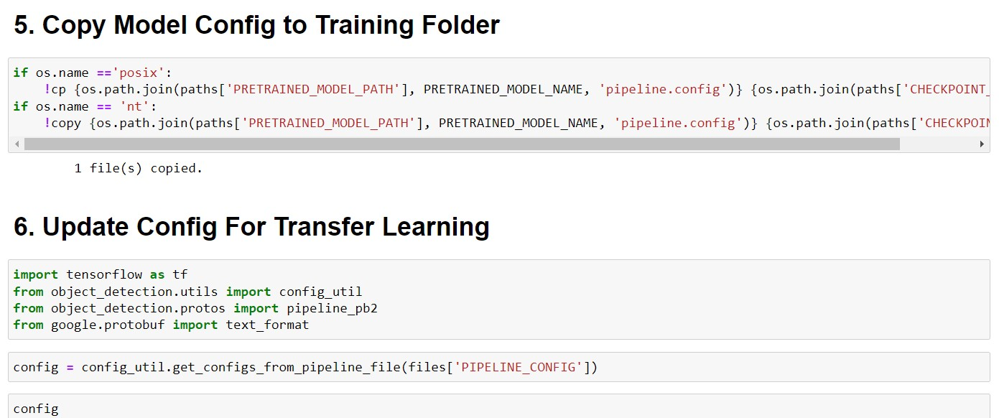 5. Copy Model Config to Training Folder
if os.name =='posix':
    !cp {os.path.join(paths['PRETRAINED_MODEL_PATH'], PRETRAINED_MODEL_NAME, 'pipeline.config')} {os.path.join(paths['CHECKPOINT_
if os.name == 'nt':
    !copy {os.path.join(paths['PRETRAINED_MODEL_PATH'], PRETRAINED_MODEL_NAME, 'pipeline.config')} {os.path.join(paths['CHECKPOIN
1 file(s) copied.
6. Update Config For Transfer Learning
import tensorflow as tf
from object_detection.utils import config_util
from object_detection.protos import pipeline_pb2
from google.protobuf import text_format
config = config_util.get_configs_from_pipeline_file(files['PIPELINE_CONFIG'])
config